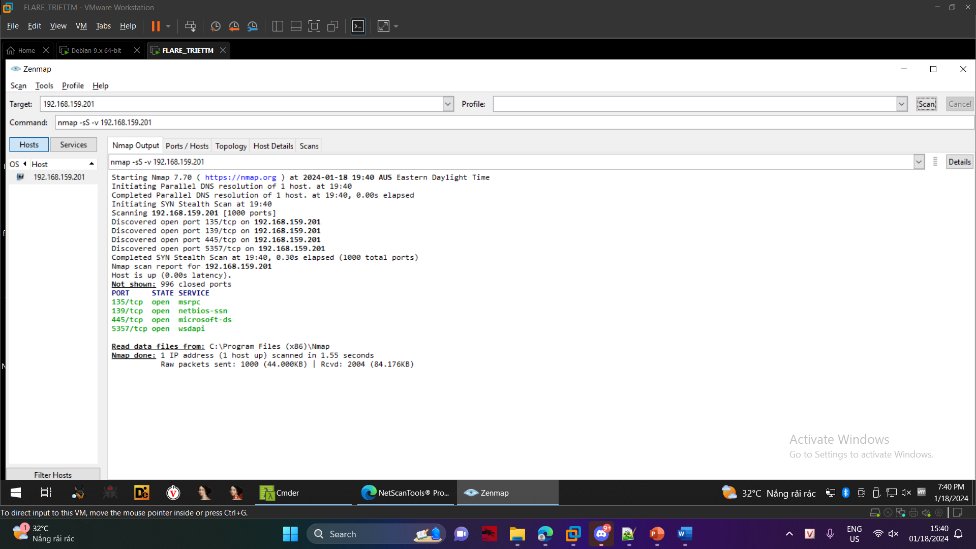 FLARE_TRIETTM - VMware Workstation
File Edit View VM Tabs Help
Home Debian 9.x 64-bit FLARE_TRIETTM
Zenmap
Scan Tools Profile Help
Target: 192.168.159.201 Profile: Scan Cancel
Command: nmap -sS -v 192.168.159.201
Hosts Services Nmap Output Ports / Hosts Topology Host Details Scans
OS Host
nmap -sS -v 192.168.159.201 Details
192.168.159.201
Starting Nmap 7.70 ( https://nmap.org ) at 2024-01-18 19:40 AUS Eastern Daylight Time
Initiating Parallel DNS resolution of 1 host. at 19:40
Completed Parallel DNS resolution of 1 host. at 19:40, 0.00s elapsed
Initiating SYN Stealth Scan at 19:40
Scanning 192.168.159.201 [1000 ports]
Discovered open port 135/tcp on 192.168.159.201
Discovered open port 139/tcp on 192.168.159.201
Discovered open port 445/tcp on 192.168.159.201
Discovered open port 5357/tcp on 192.168.159.201
Completed SYN Stealth Scan at 19:40, 0.30s elapsed (1000 total ports)
Nmap scan report for 192.168.159.201
Host is up (0.00s latency).
Not shown: 996 closed ports
PORT STATE SERVICE
135/tcp open msrpc
139/tcp open netbios-ssn
445/tcp open microsoft-ds
5357/tcp open wsdapi
Read data files from: C:\Program Files (x86)\Nmap
Nmap done: 1 IP address (1 host up) scanned in 1.55 seconds
Raw packets sent: 1000 (44.000KB) | Rcvd: 2004 (84.176KB)
Activate Windows
Go to Settings to activate Windows.
Filter Hosts
Cmder NetScanTools® Pro... Zenmap 32°C Nắng rải rác 7:40 PM
1/18/2024
To direct input to this VM, move the mouse pointer inside or press Ctrl+G.
32°C
Nắng rải rác
Search
ENG
US
15:40
01/18/2024